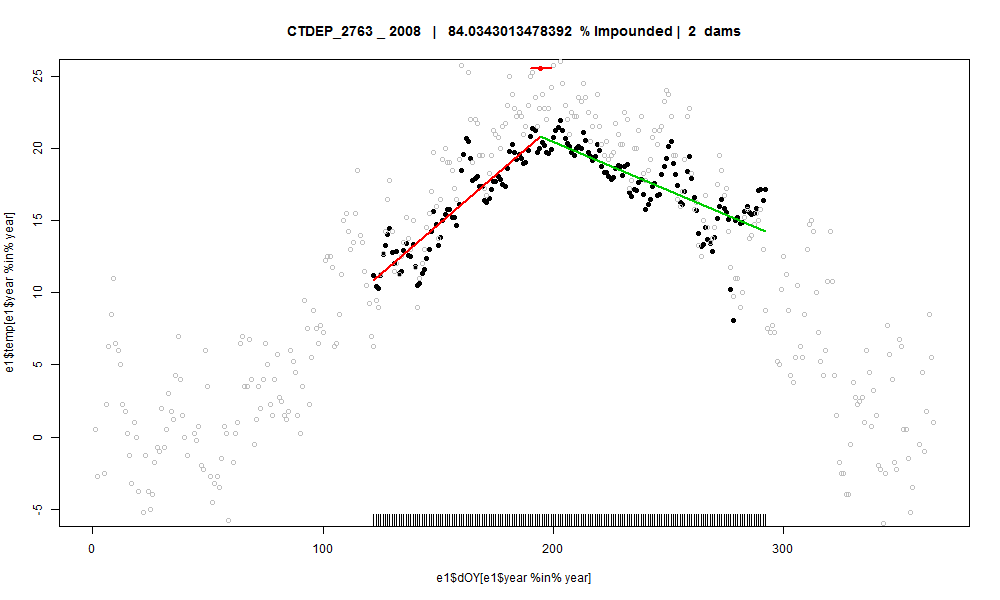 CTDEP_2763 _ 2008 | 84.0343013478392 % Impounded | 2 dams
e1$temp[e1$year %in% year]
25
20
15
10
5
0
-5
0 100 200 300
e1$dOY[e1$year %in% year]